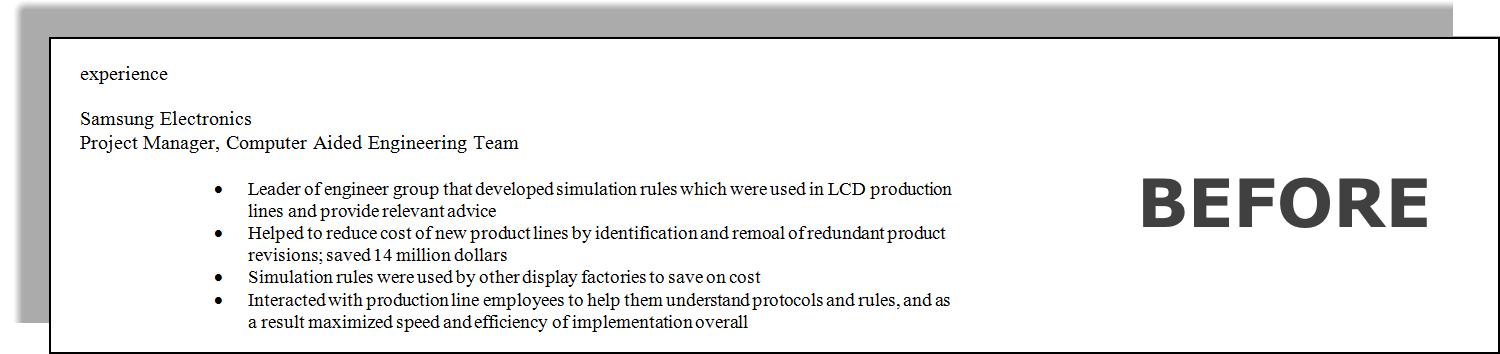 experience
Samsung Electronics
Project Manager, Computer Aided Engineering Team
• Leader of engineer group that developed simulation rules which were used in LCD production
lines and provide relevant advice
• Helped to reduce cost of new product lines by identification and remoal of redundant product
revisions; saved 14 million dollars
• Simulation rules were used by other display factories to save on cost
• Interacted with production line employees to help them understand protocols and rules, and as
a result maximized speed and efficiency of implementation overall
BEFORE